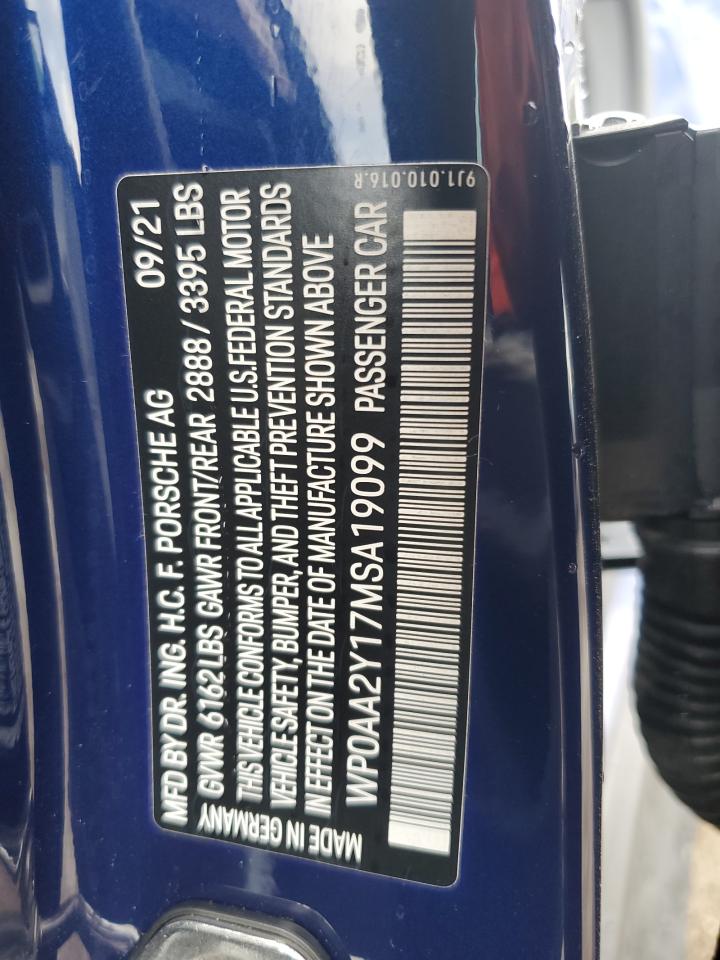 MFD BY DR. ING. H.C. F. PORSCHE AG 09/21
GVWR 6162 LBS GAWR FRONT/REAR 2888 / 3395 LBS
THIS VEHICLE CONFORMS TO ALL APPLICABLE U.S. FEDERAL MOTOR
VEHICLE SAFETY, BUMPER, AND THEFT PREVENTION STANDARDS
IN EFFECT ON THE DATE OF MANUFACTURE SHOWN ABOVE
WP0AA2Y17MSA19099 PASSENGER CAR
MADE IN GERMANY
9J1.010.016.R